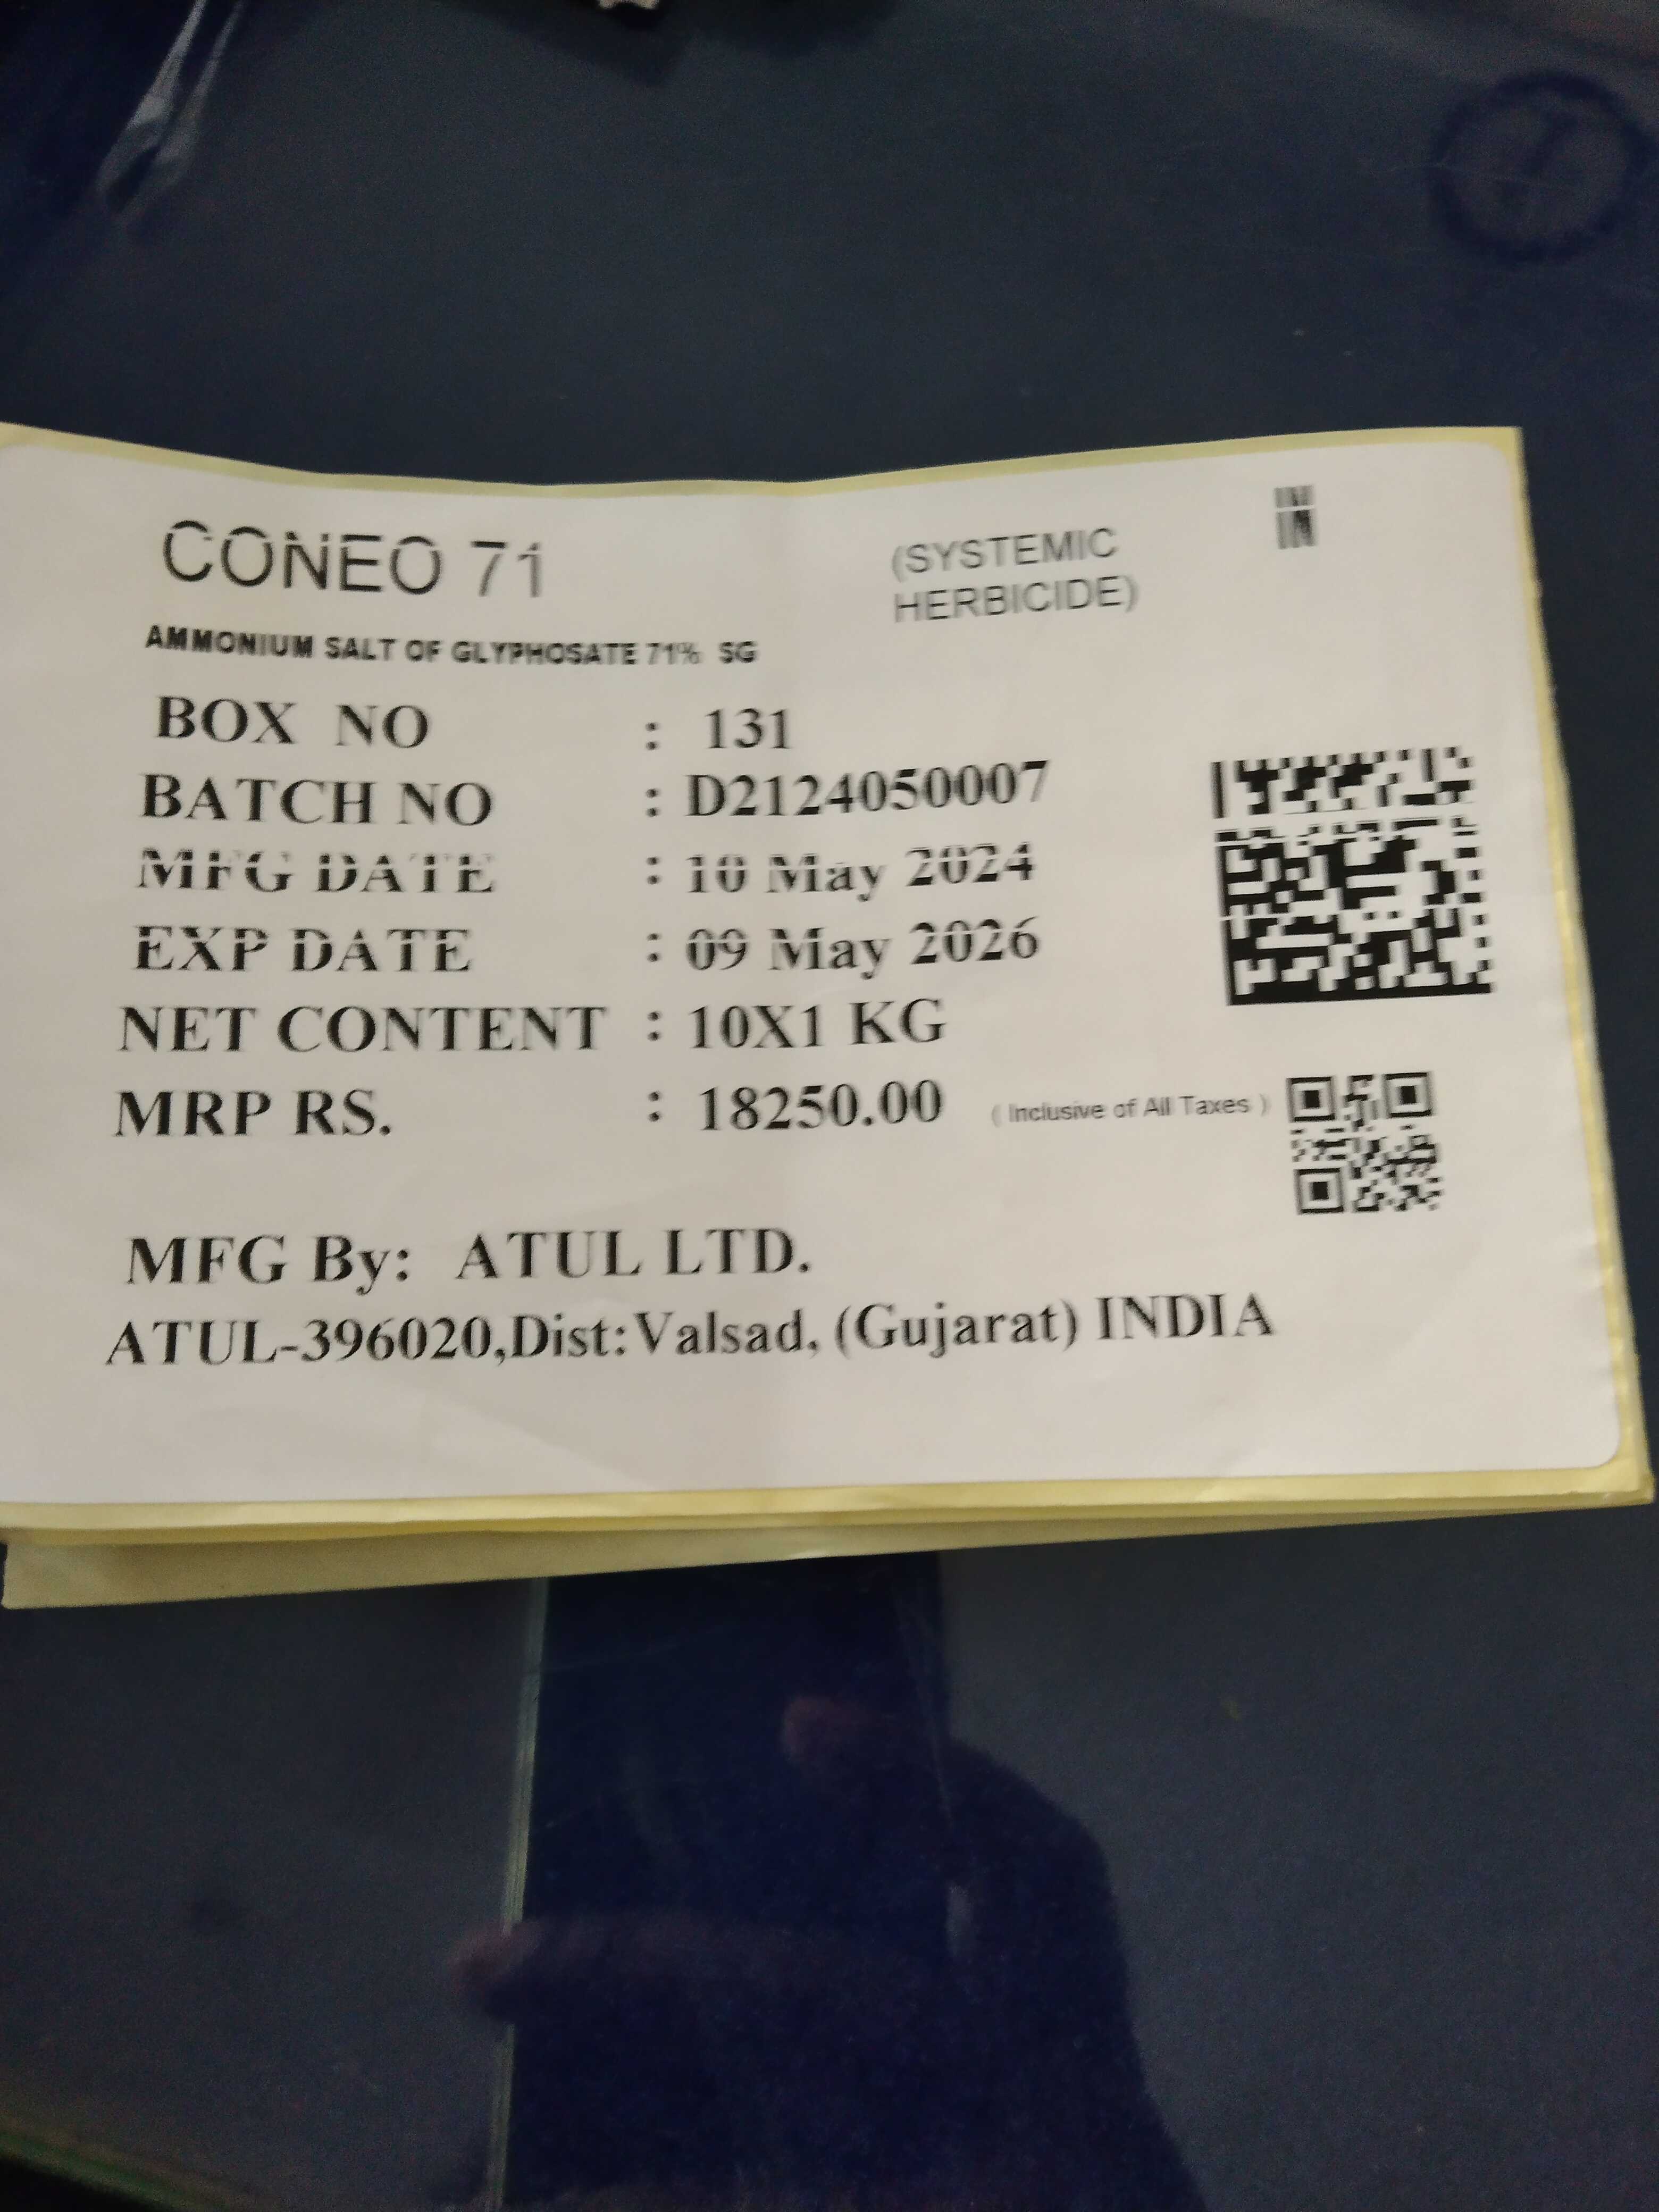 CONEO 71
(SYSTEMIC
HERBICIDE)
IN
IN
AMMONIUM SALT OF GLYPHOSATE 71% SG
BOX NO : 131
BATCH NO : D2124050007
MFG DATE : 10 May 2024
EXP DATE : 09 May 2026
NET CONTENT : 10X1 KG
MRP RS. : 18250.00 ( Inclusive of All Taxes )
MFG By: ATUL LTD.
ATUL-396020,Dist:Valsad, (Gujarat) INDIA